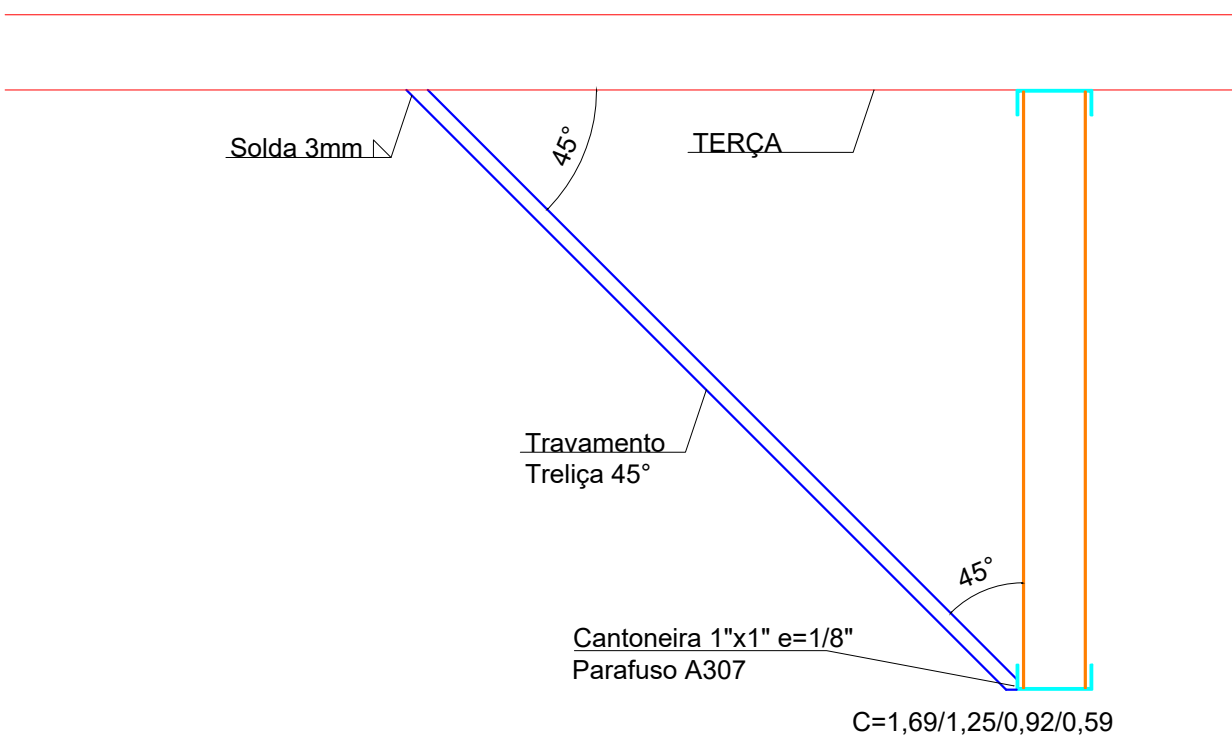 Solda 3mm
45°
TERÇA
Travamento
Treliça 45°
45°
Cantoneira 1"x1" e=1/8"
Parafuso A307
C=1,69/1,25/0,92/0,59